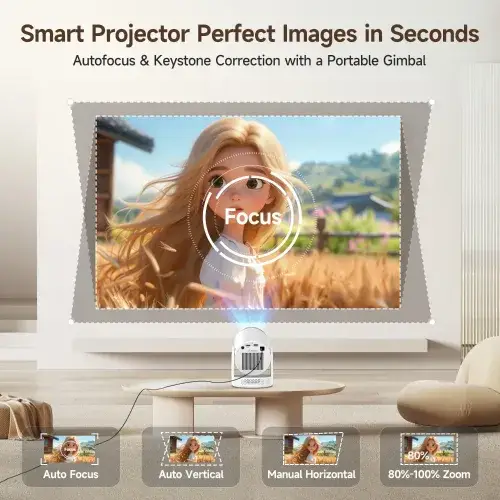 Smart Projector Perfect Images in Seconds
Autofocus & Keystone Correction with a Portable Gimbal
Focus
80%
Auto Focus
Auto Vertical
Manual Horizontal
80%-100% Zoom